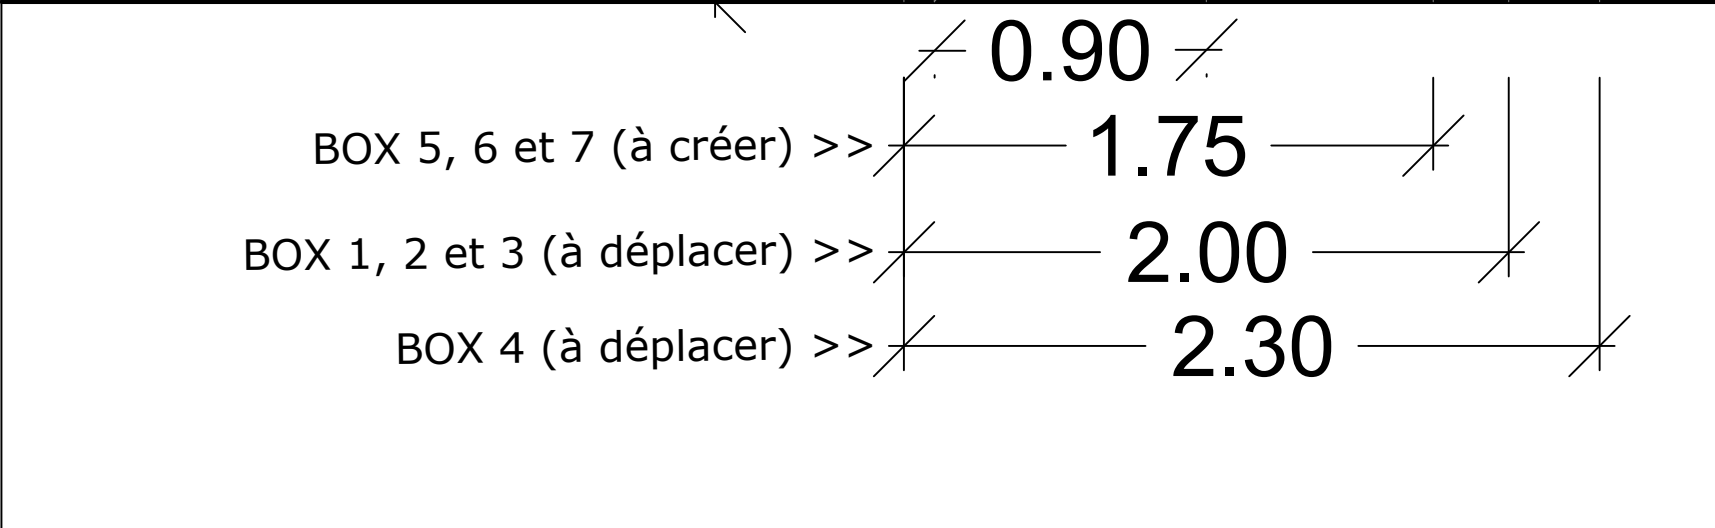 0.90
BOX 5, 6 et 7 (à créer) >> 1.75
BOX 1, 2 et 3 (à déplacer) >> 2.00
BOX 4 (à déplacer) >> 2.30